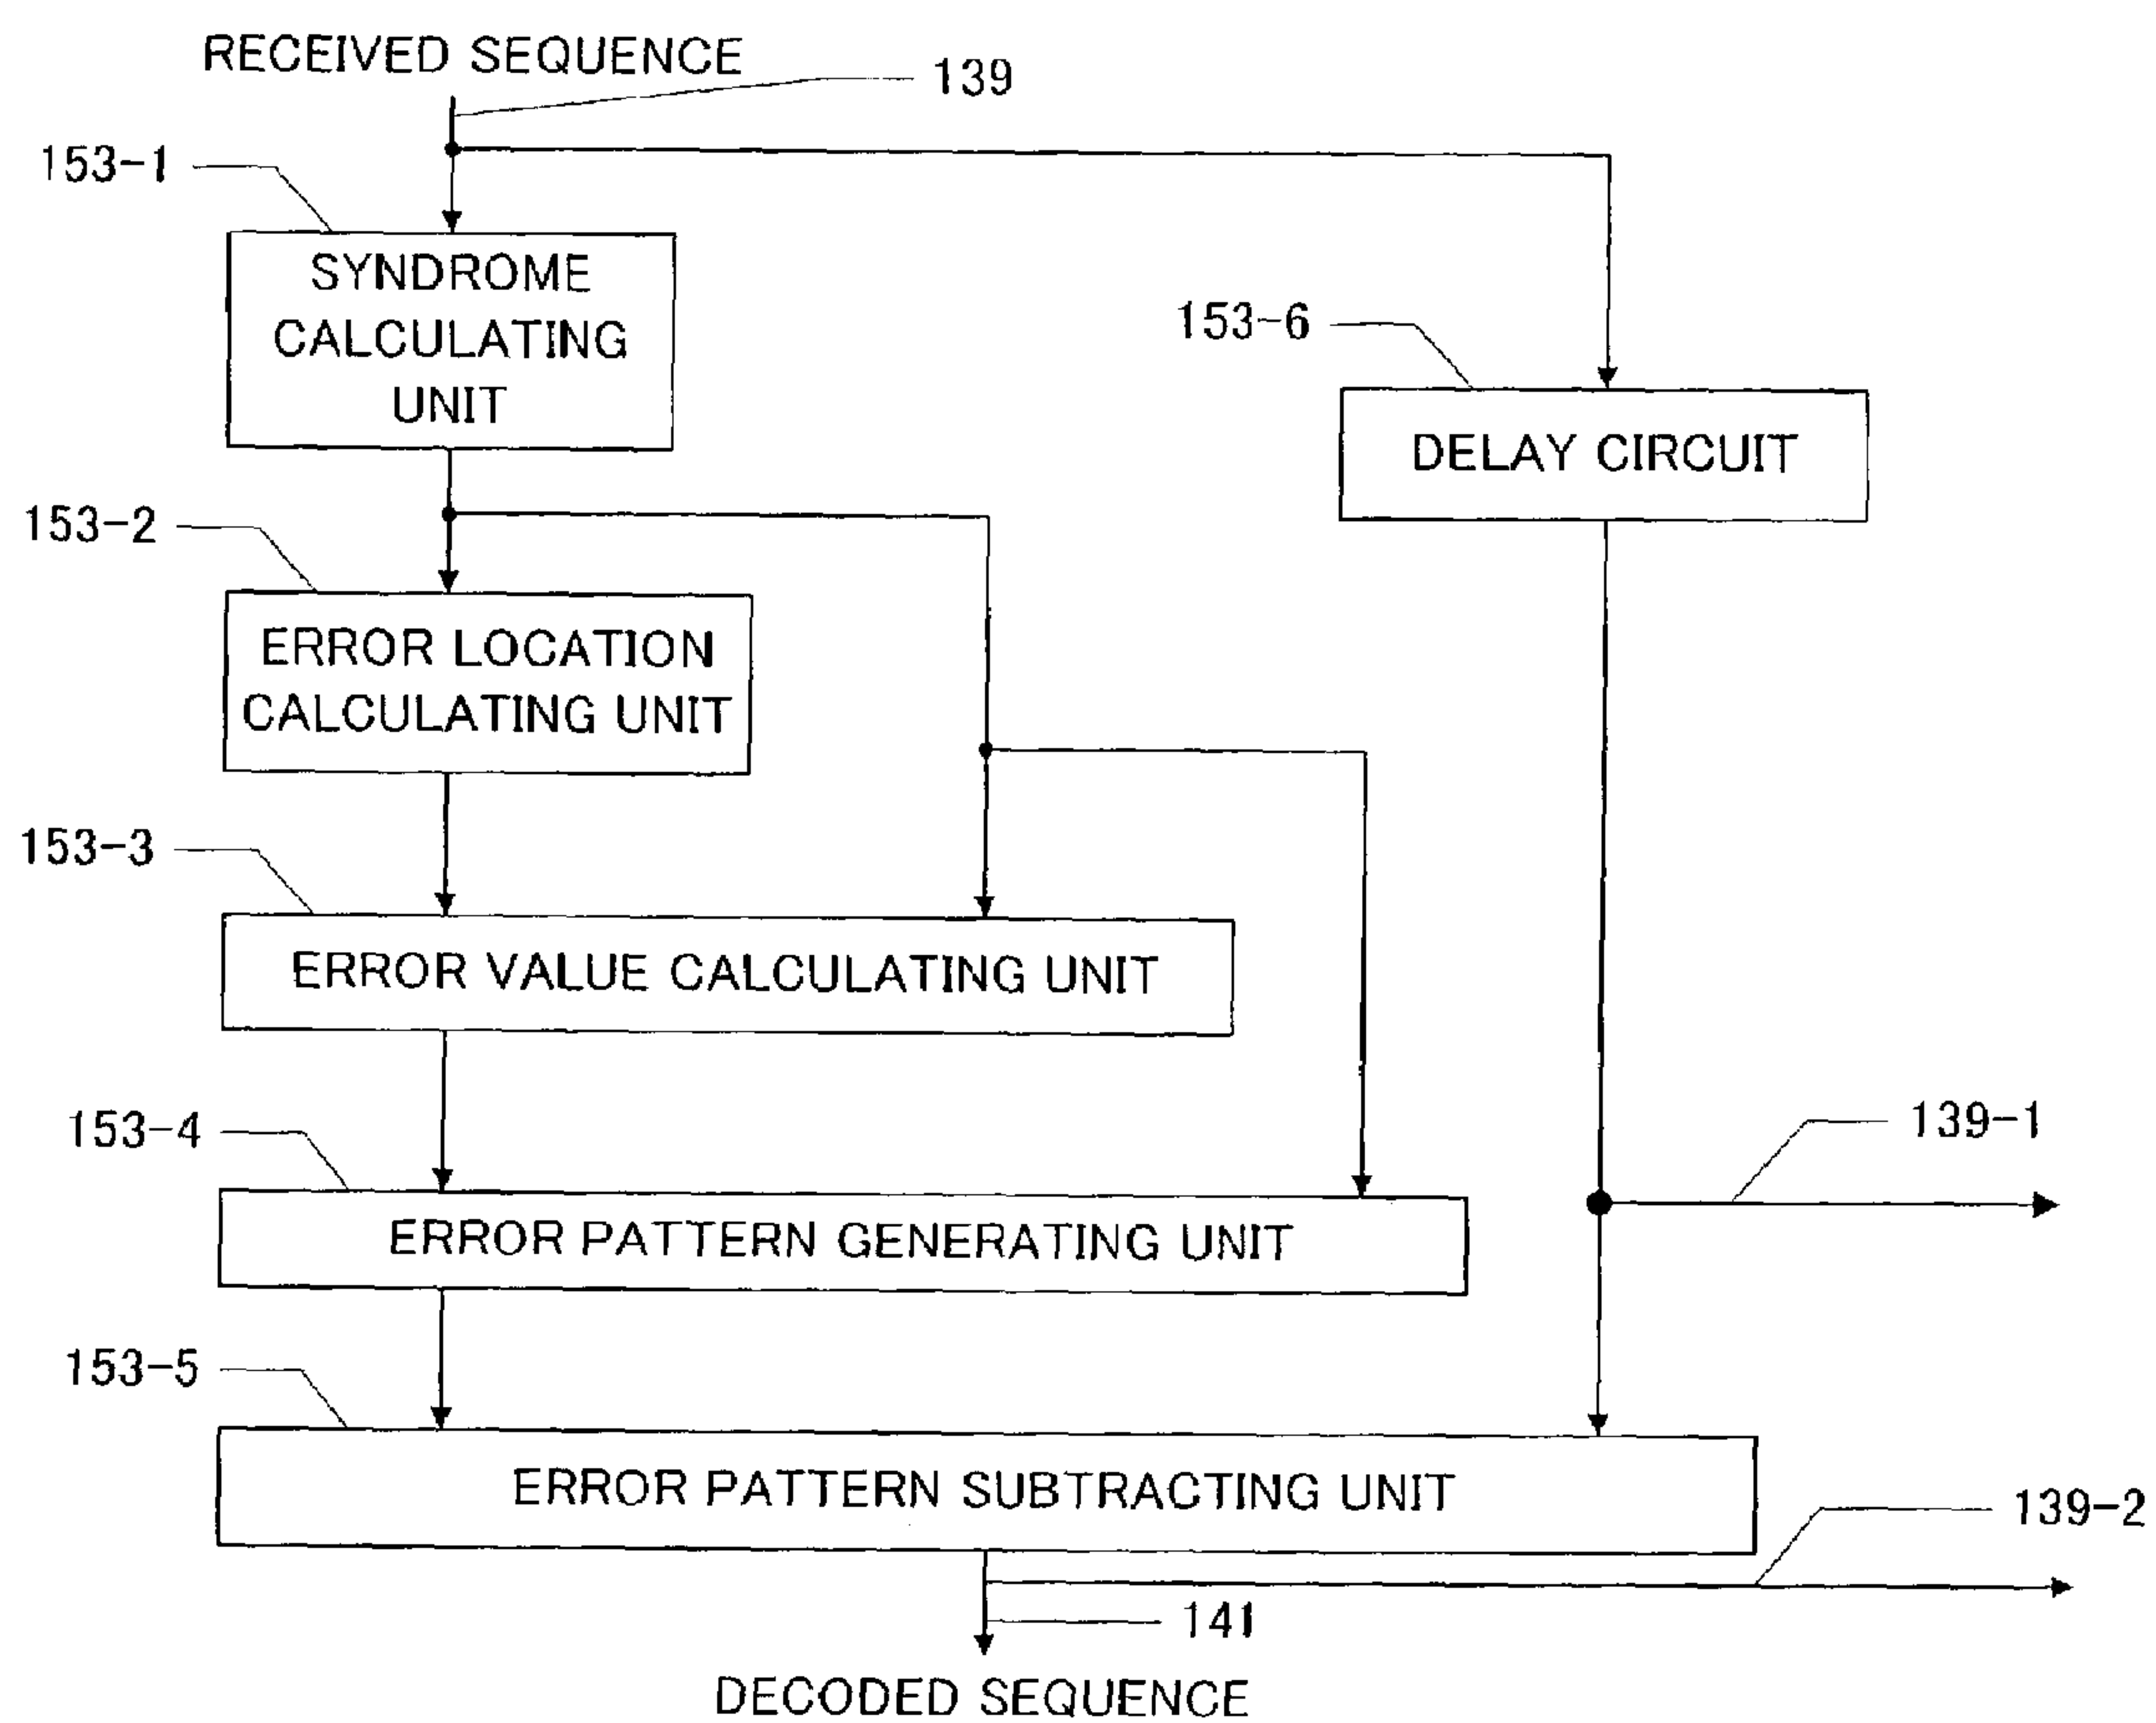 RECEIVED SEQUENCE
139
153-1
SYNDROME
CALCULATING
UNIT
153-6
DELAY CIRCUIT
153-2
ERROR LOCATION
CALCULATING UNIT
153-3
ERROR VALUE CALCULATING UNIT
153-4
139-1
ERROR PATTERN GENERATING UNIT
153-5
ERROR PATTERN SUBTRACTING UNIT
139-2
141
DECODED SEQUENCE